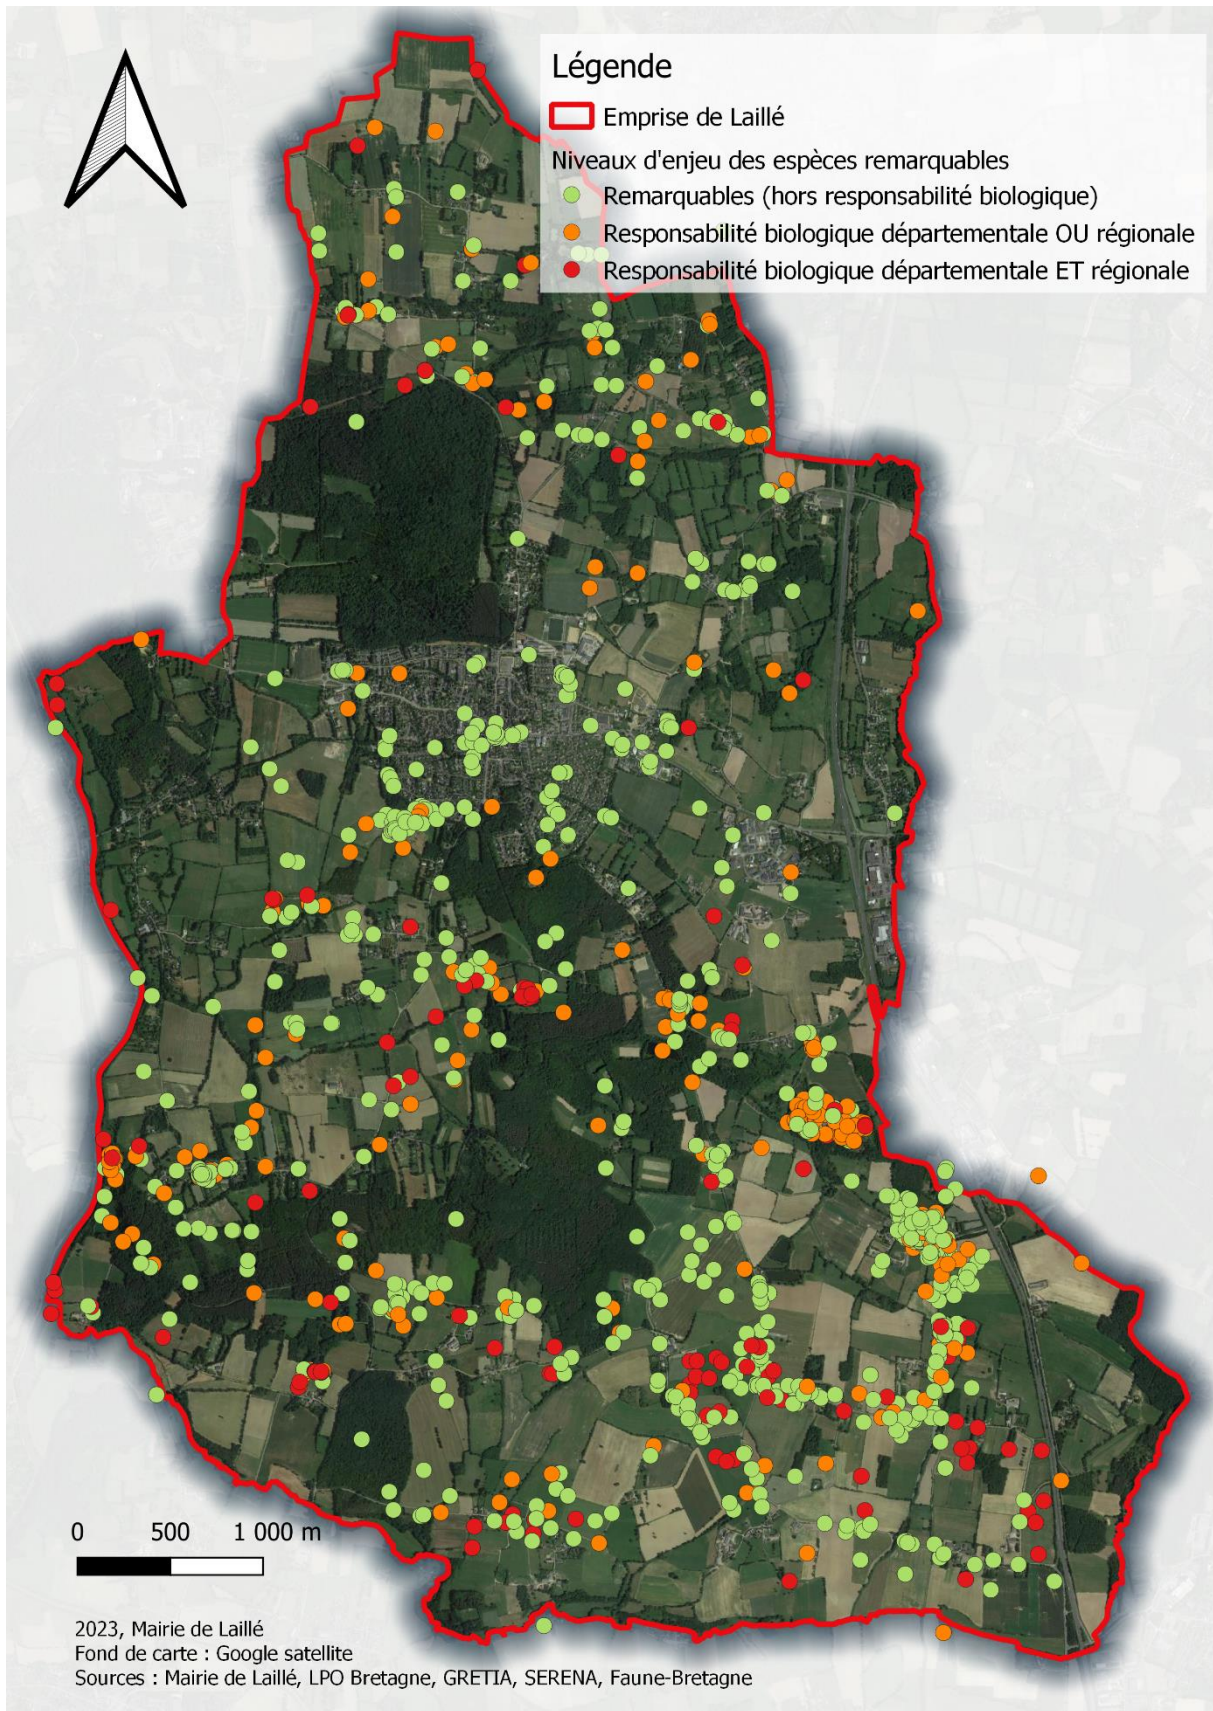 Légende
Emprise de Laillé
Niveaux d'enjeu des espèces remarquables
Remarquables (hors responsabilité biologique)
Responsabilité biologique départementale OU régionale
Responsabilité biologique départementale ET régionale
0 500 1 000 m
2023, Mairie de Laillé
Fond de carte : Google satellite
Sources : Mairie de Laillé, LPO Bretagne, GRETIA, SERENA, Faune-Bretagne